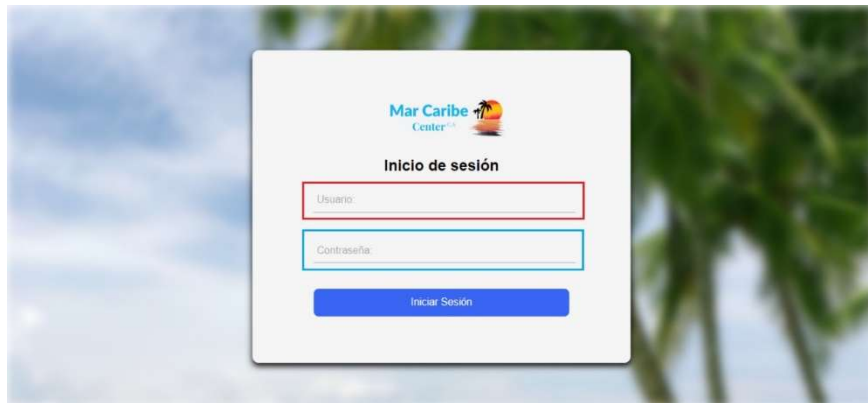 Mar Caribe
Center C.A
Inicio de sesión
Usuario:
Contraseña:
Iniciar Sesión